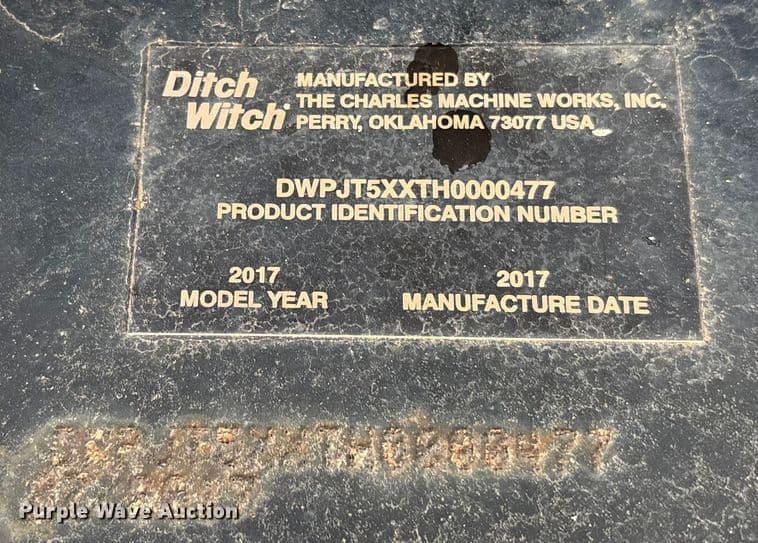 Ditch Witch
MANUFACTURED BY
THE CHARLES MACHINE WORKS, INC.
PERRY, OKLAHOMA 73077 USA
DWPJT5XXTH0000477
PRODUCT IDENTIFICATION NUMBER
2017
MODEL YEAR
2017
MANUFACTURE DATE
Purple Wave Auction